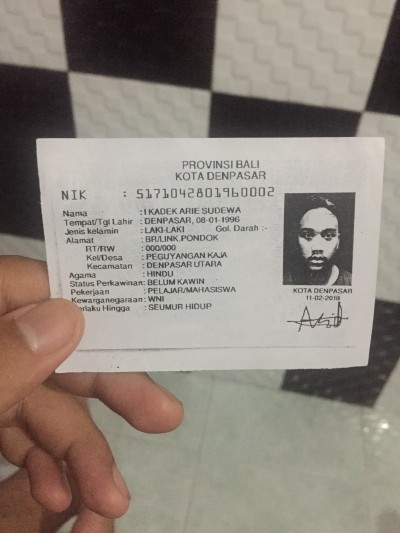 PROVINSI BALI
KOTA DENPASAR
NIK : 5171042801960002
Nama : I KADEK ARIE SUDEWA
Tempat/Tgl Lahir : DENPASAR, 08-01-1996
Jenis kelamin : LAKI-LAKI Gol. Darah :-
Alamat : BR/LINK.PONDOK
RT/RW : 000/000
Kel/Desa : PEGUYANGAN KAJA
Kecamatan : DENPASAR UTARA
Agama : HINDU
Status Perkawinan: BELUM KAWIN
Pekerjaan : PELAJAR/MAHASISWA
Kewarganegaraan: WNI
erlaku Hingga : SEUMUR HIDUP
KOTA DENPASAR
11-02-2018